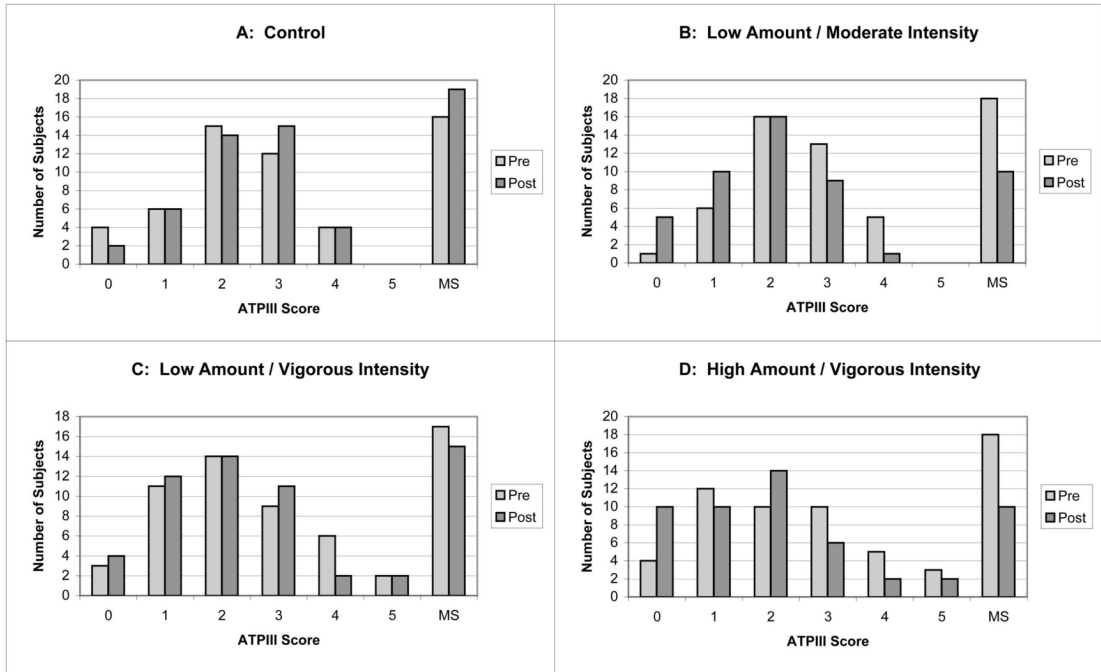 A: Control
20
18
16
14
12
10
8
6
4
2
0
Number of Subjects
0 1 2 3 4 5 MS
ATPIII Score
Pre
Post
B: Low Amount / Moderate Intensity
20
18
16
14
12
10
8
6
4
2
0
Number of Subjects
0 1 2 3 4 5 MS
ATPIII Score
Pre
Post
C: Low Amount / Vigorous Intensity
18
16
14
12
10
8
6
4
2
0
Number of Subjects
0 1 2 3 4 5 MS
ATPIII Score
Pre
Post
D: High Amount / Vigorous Intensity
20
18
16
14
12
10
8
6
4
2
0
Number of Subjects
0 1 2 3 4 5 MS
ATPIII Score
Pre
Post